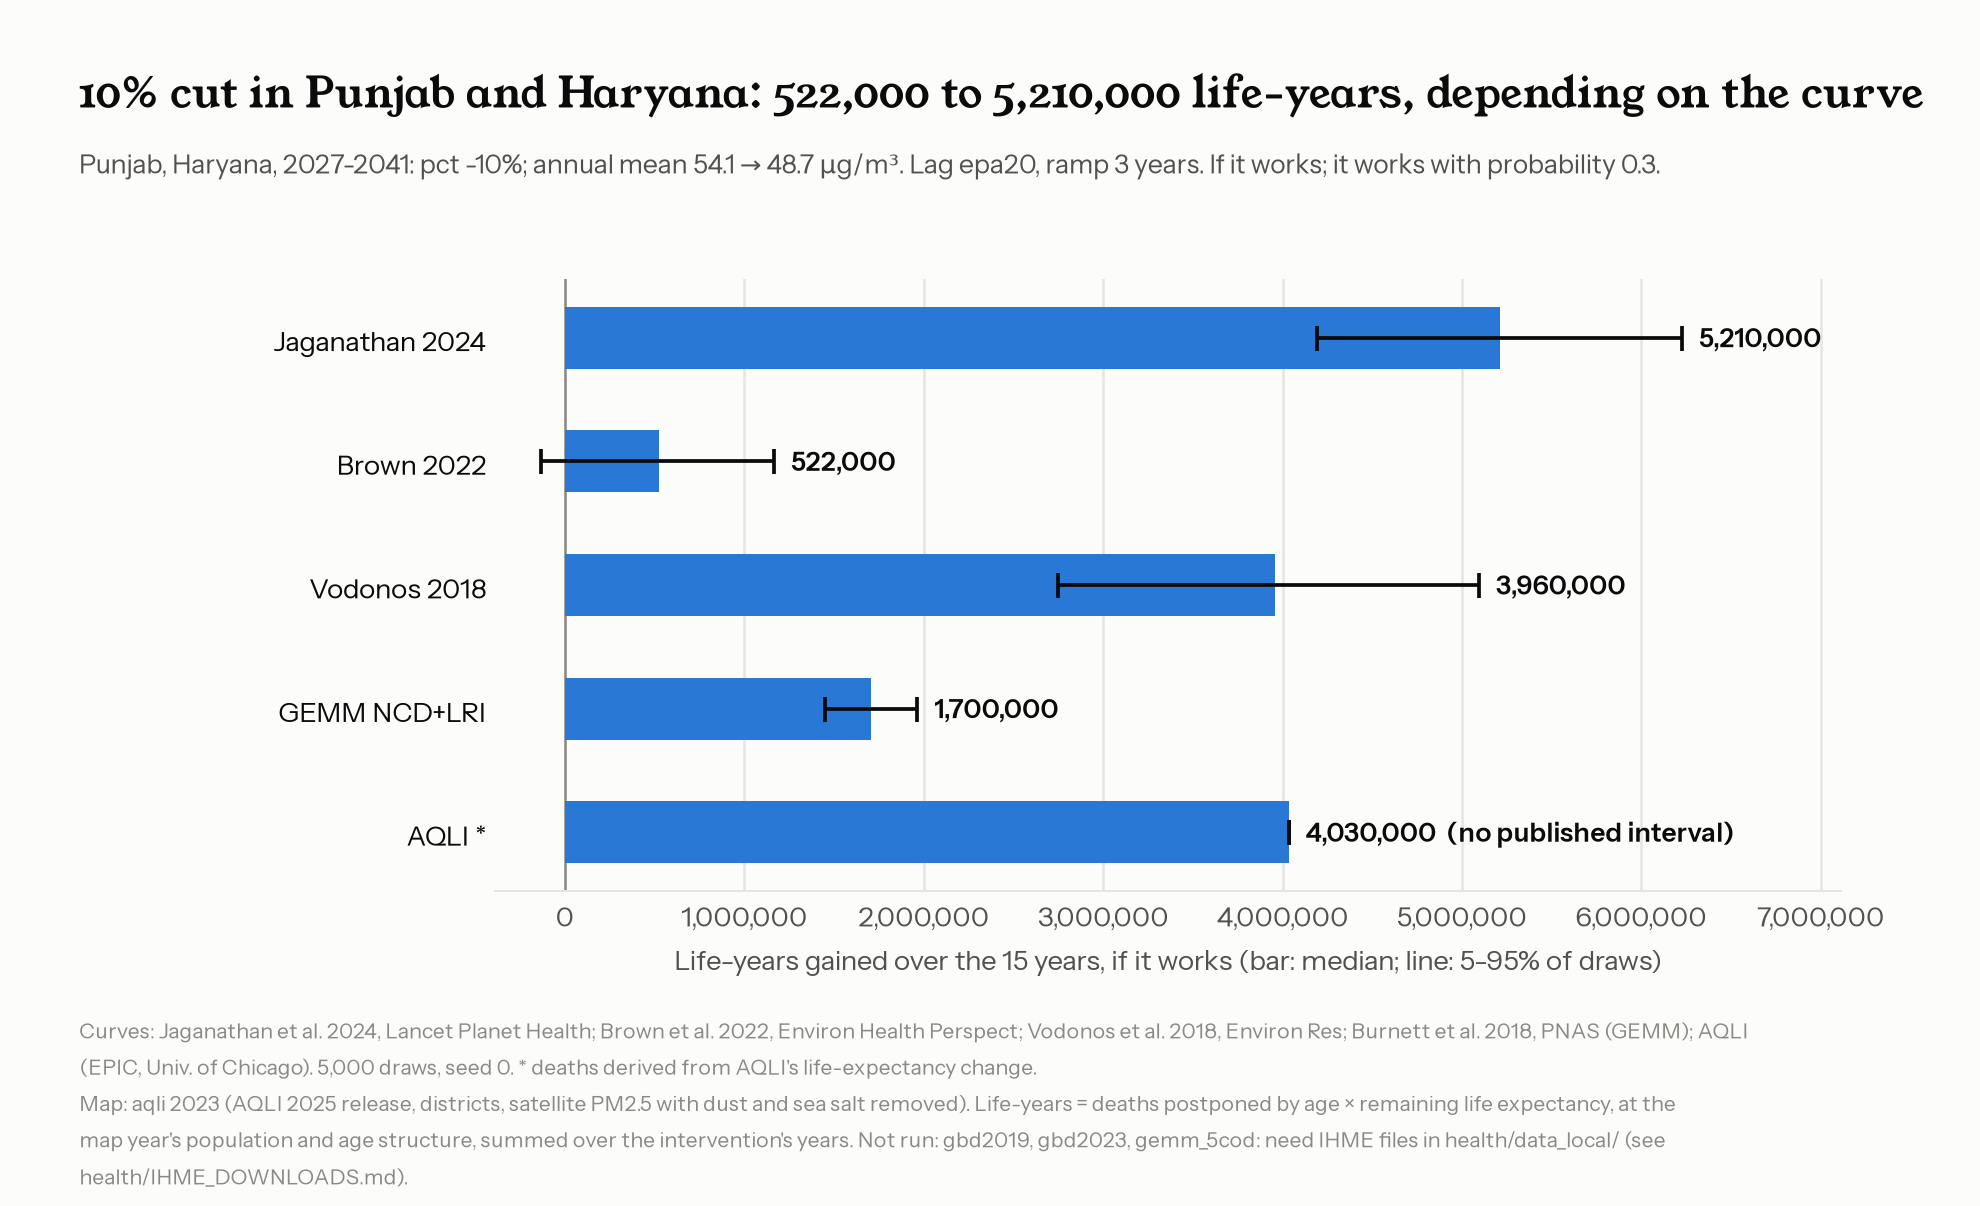 10% cut in Punjab and Haryana: 522,000 to 5,210,000 life-years, depending on the curve
Punjab, Haryana, 2027-2041: pct -10%; annual mean 54.1 → 48.7 µg/m³. Lag epa20, ramp 3 years. If it works; it works with probability 0.3.
Jaganathan 2024
5,210,000
Brown 2022
522,000
Vodonos 2018
3,960,000
GEMM NCD+LRI
1,700,000
AQLI *
4,030,000 (no published interval)
0 1,000,000 2,000,000 3,000,000 4,000,000 5,000,000 6,000,000 7,000,000
Life-years gained over the 15 years, if it works (bar: median; line: 5-95% of draws)
Curves: Jaganathan et al. 2024, Lancet Planet Health; Brown et al. 2022, Environ Health Perspect; Vodonos et al. 2018, Environ Res; Burnett et al. 2018, PNAS (GEMM); AQLI
(EPIC, Univ. of Chicago). 5,000 draws, seed 0. * deaths derived from AQLI's life-expectancy change.
Map: aqli 2023 (AQLI 2025 release, districts, satellite PM2.5 with dust and sea salt removed). Life-years = deaths postponed by age × remaining life expectancy, at the
map year's population and age structure, summed over the intervention's years. Not run: gbd2019, gbd2023, gemm_5cod: need IHME files in health/data_local/ (see
health/IHME_DOWNLOADS.md).